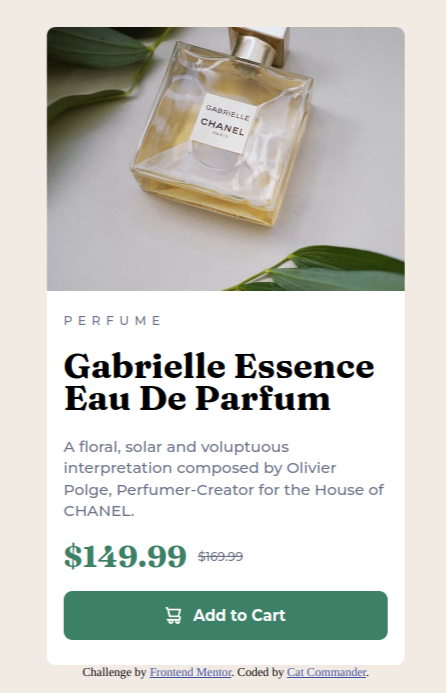 GABRIELLE
CHANEL
PARIS
PERFUME
Gabrielle Essence
Eau De Parfum
A floral, solar and voluptuous
interpretation composed by Olivier
Polge, Perfumer-Creator for the House of
CHANEL.
$149.99 $169.99
Add to Cart
Challenge by Frontend Mentor. Coded by Cat Commander.